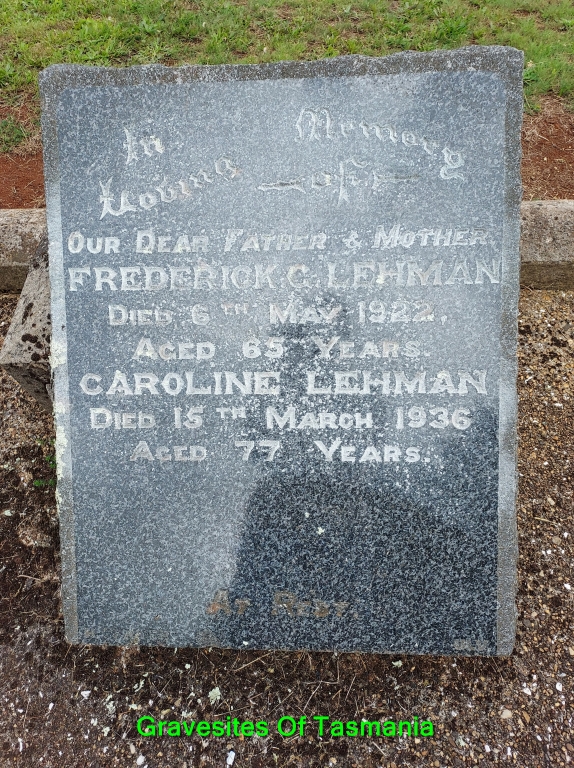 In Memory
Loving of
Our Dear Father & Mother.
FREDERICK. G. LEHMAN
Died 6TH May 1922.
Aged 65 Years.
CAROLINE LEHMAN
Died 15TH March 1936
Aged 77 Years.
At Rest.
Gravesites Of Tasmania